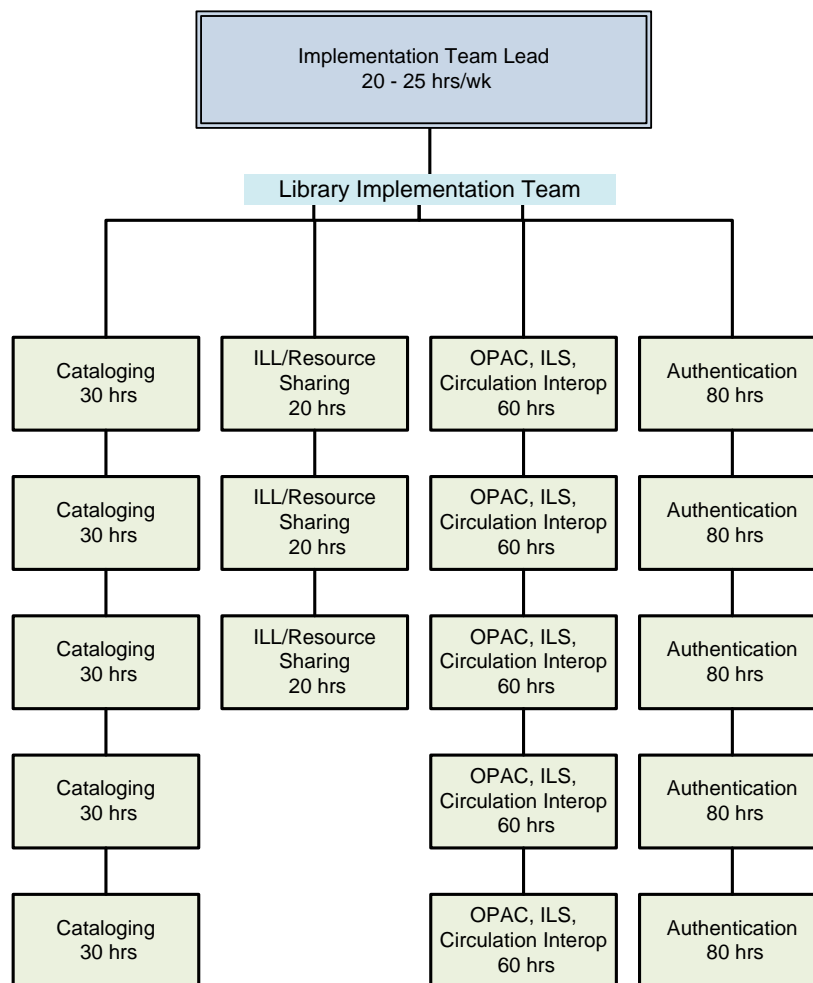 Implementation Team Lead
20 - 25 hrs/wk
Library Implementation Team
Cataloging
30 hrs
ILL/Resource
Sharing
20 hrs
OPAC, ILS,
Circulation Interop
60 hrs
Authentication
80 hrs
Cataloging
30 hrs
ILL/Resource
Sharing
20 hrs
OPAC, ILS,
Circulation Interop
60 hrs
Authentication
80 hrs
Cataloging
30 hrs
ILL/Resource
Sharing
20 hrs
OPAC, ILS,
Circulation Interop
60 hrs
Authentication
80 hrs
Cataloging
30 hrs
OPAC, ILS,
Circulation Interop
60 hrs
Authentication
80 hrs
Cataloging
30 hrs
OPAC, ILS,
Circulation Interop
60 hrs
Authentication
80 hrs